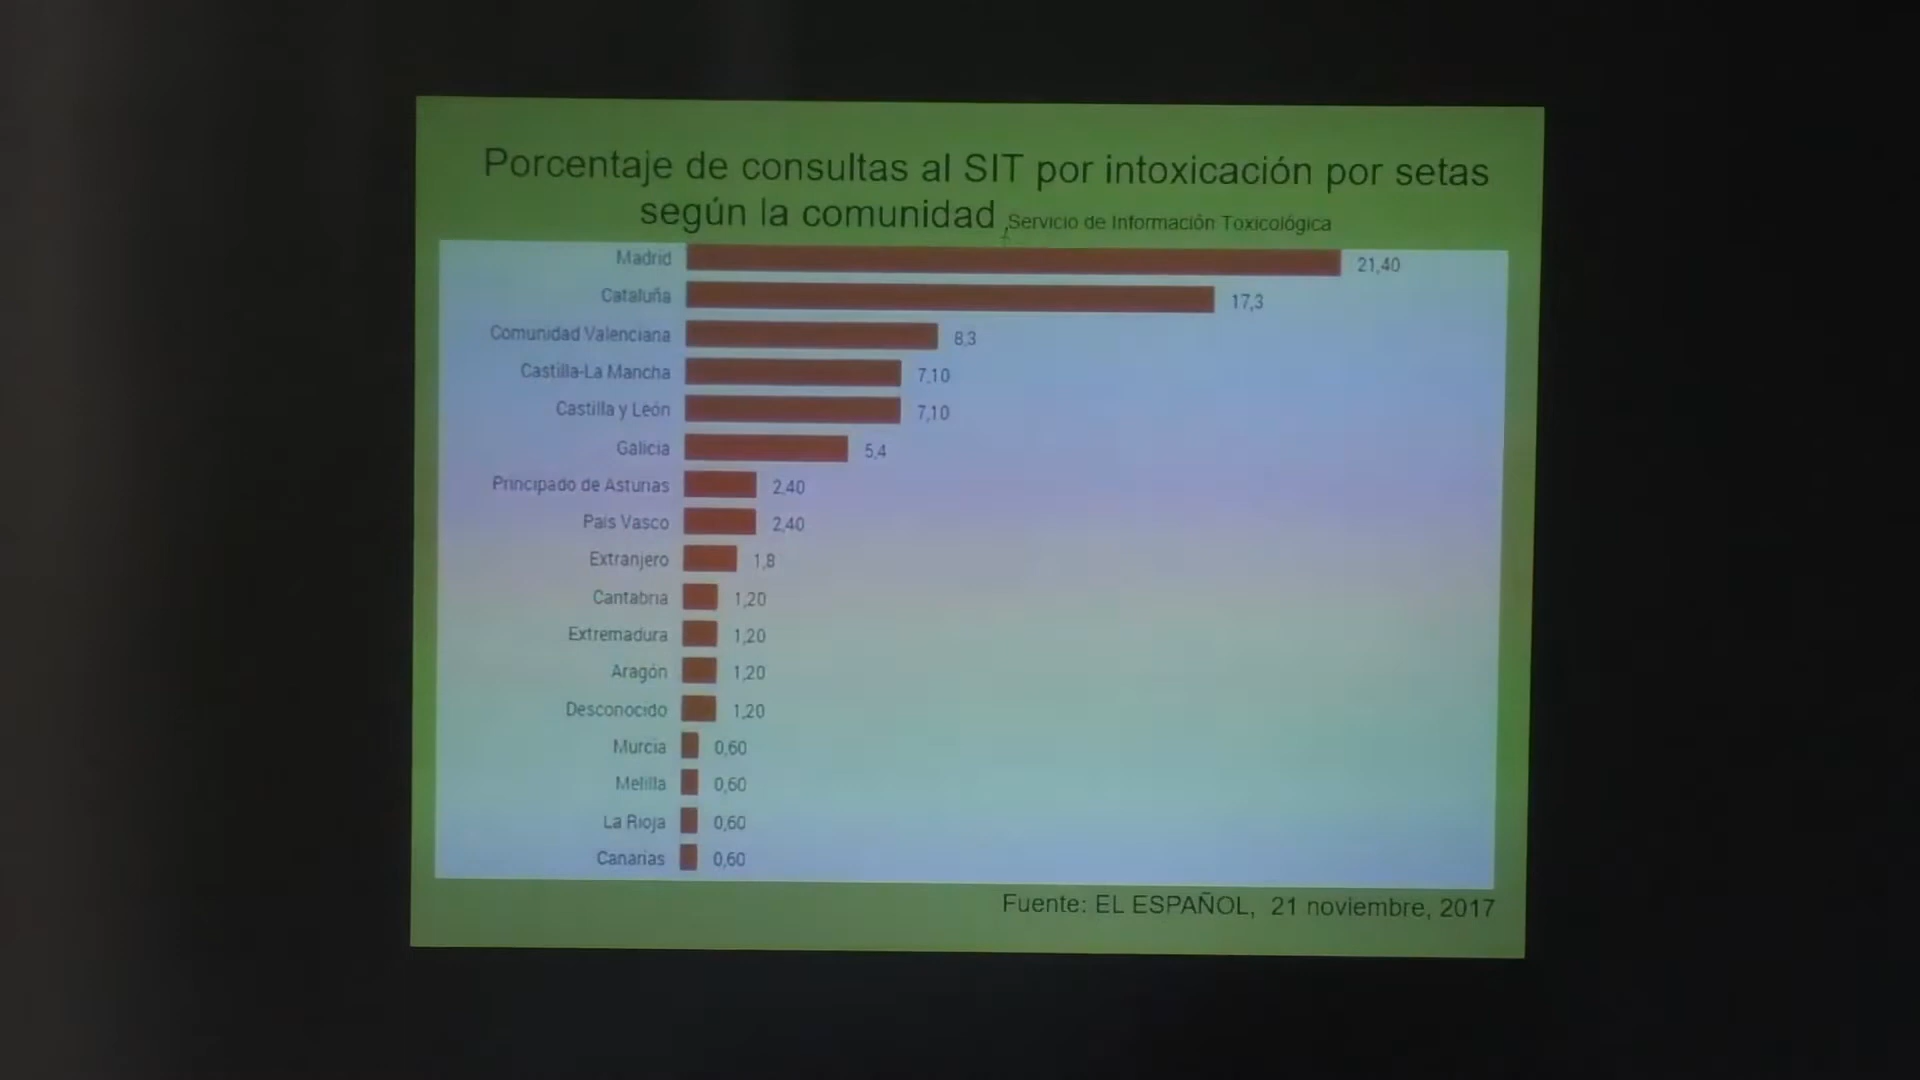 Porcentaje de consultas al SIT por intoxicación por setas
según la comunidad ,Servicio de Información Toxicológica
Madrid 21,40
Cataluña 17,3
Comunidad Valenciana 8,3
Castilla-La Mancha 7,10
Castilla y León 7,10
Galicia 5,4
Principado de Asturias 2,40
País Vasco 2,40
Extranjero 1,8
Cantabria 1,20
Extremadura 1,20
Aragón 1,20
Desconocido 1,20
Murcia 0,60
Melilla 0,60
La Rioja 0,60
Canarias 0,60
Fuente: EL ESPAÑOL, 21 noviembre, 2017